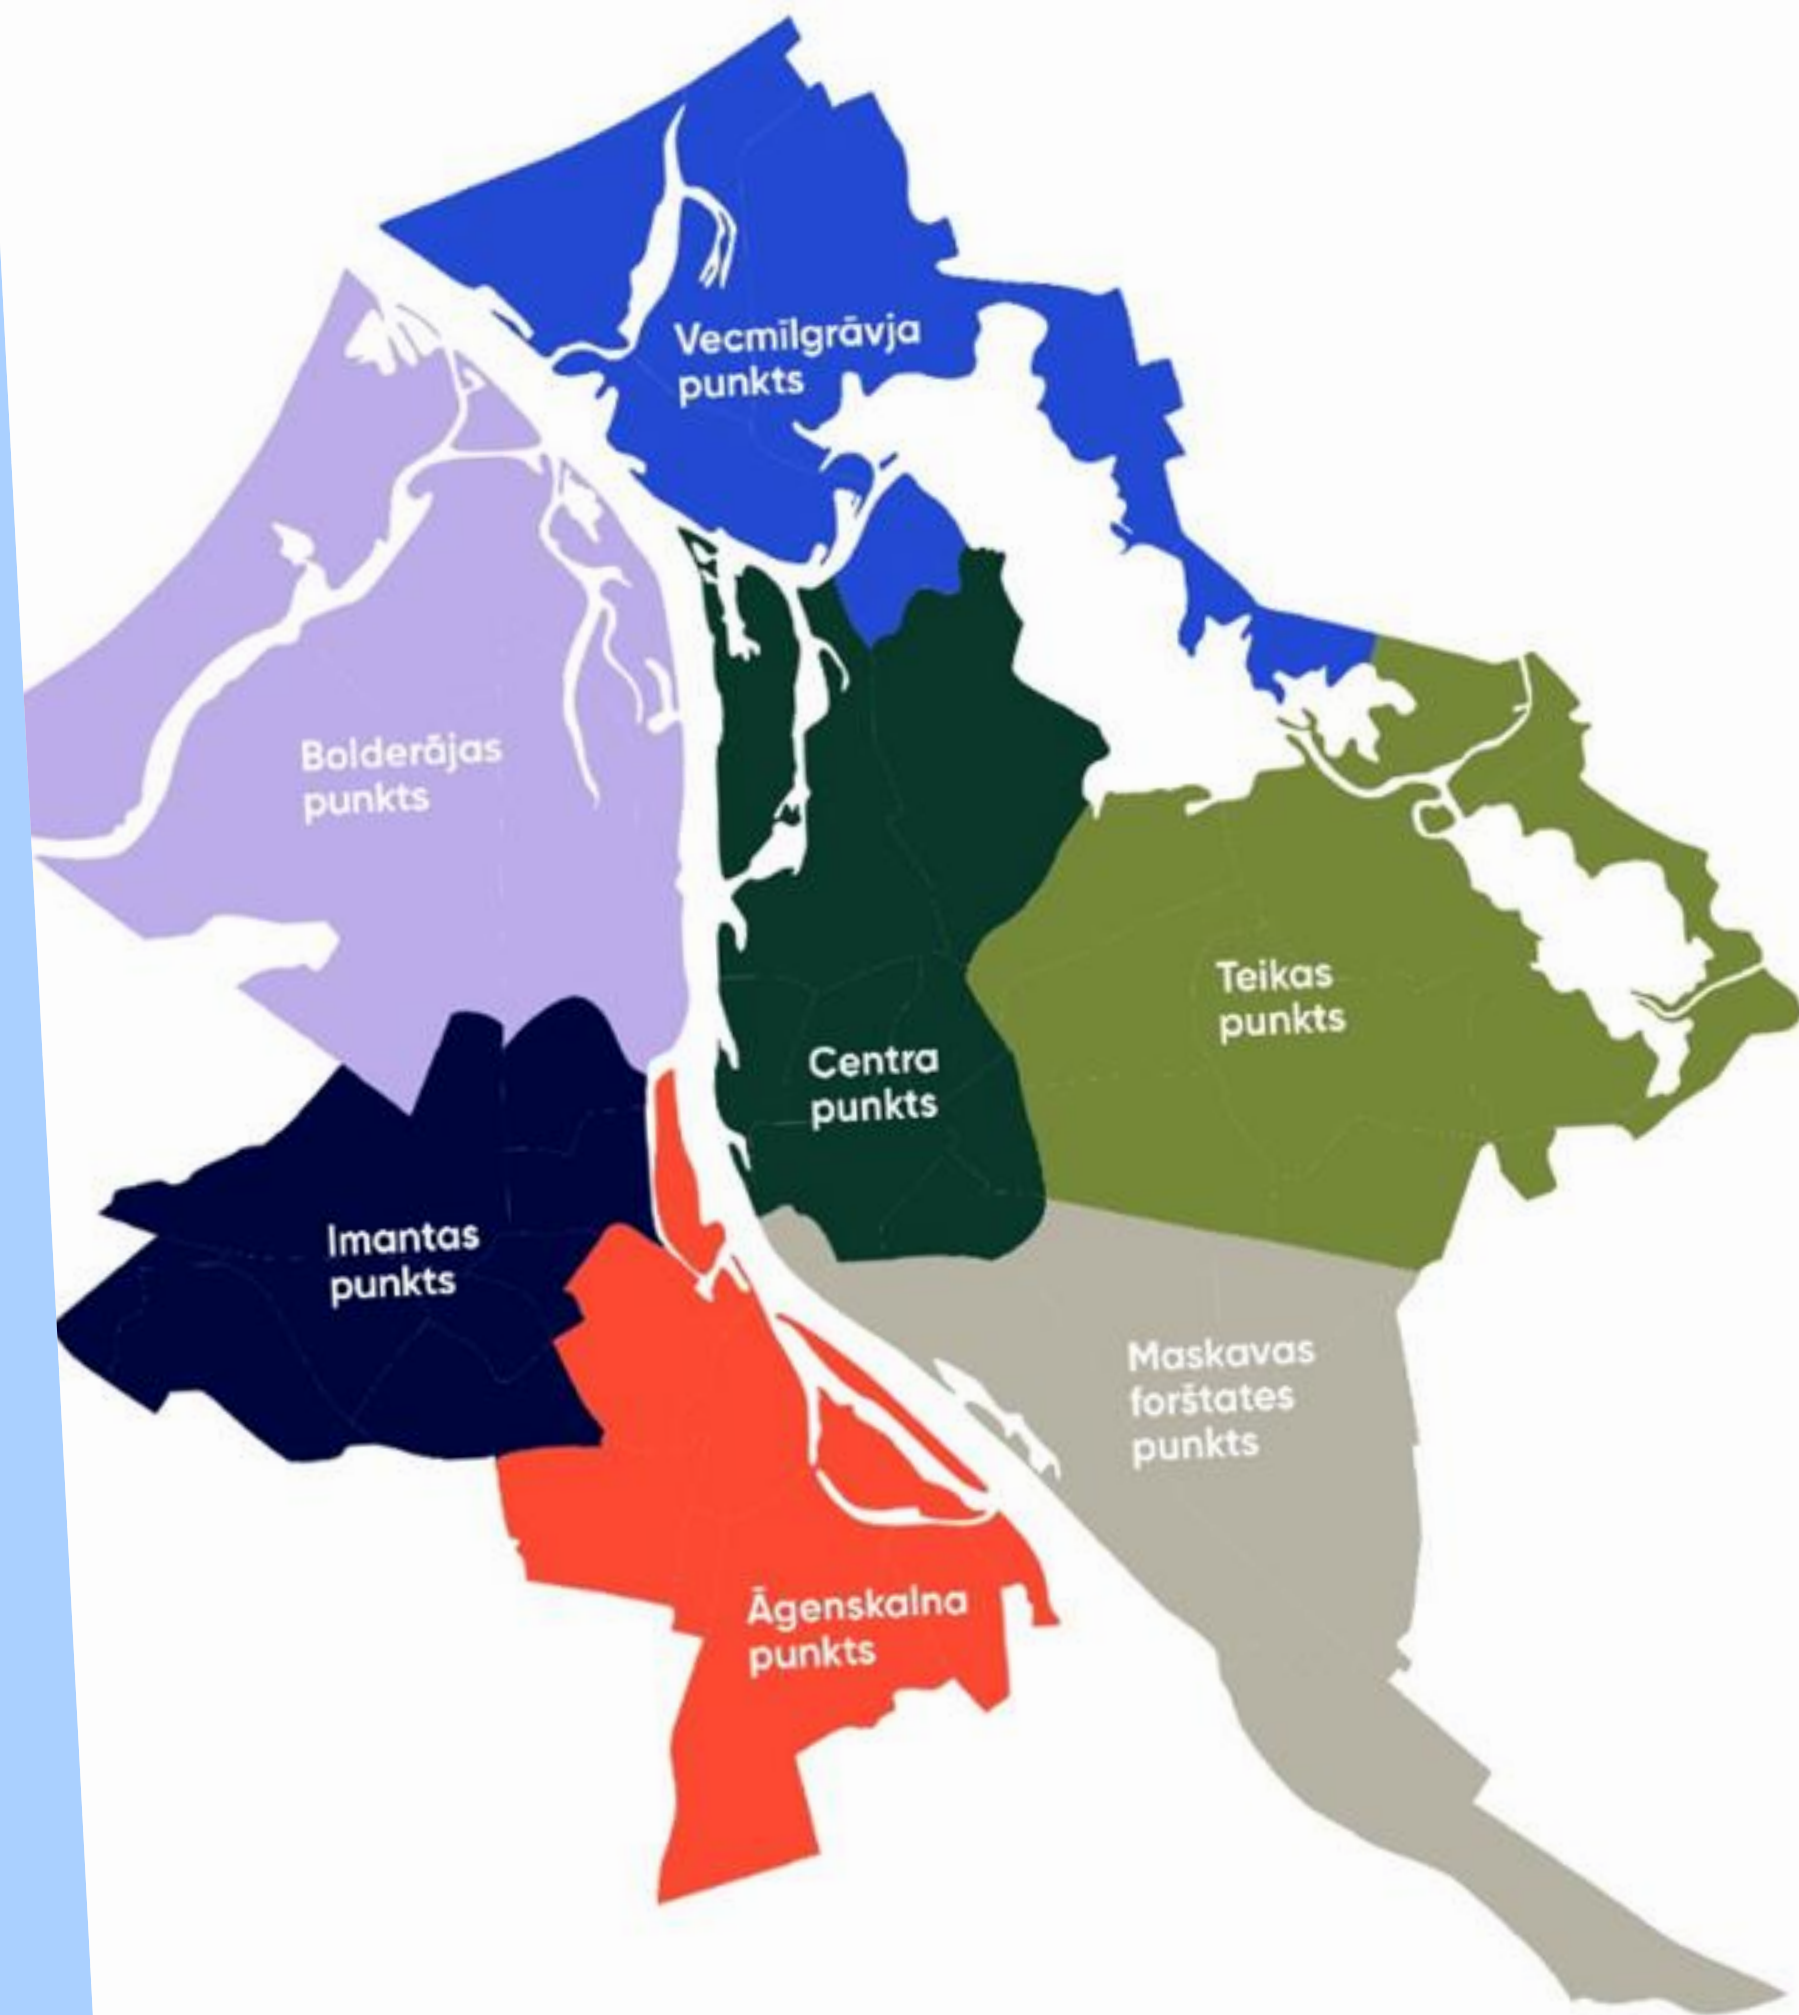 Vecmīlgrāvja
punkts
Bolderājas
punkts
Teikas
punkts
Centra
punkts
Imantas
punkts
Maskavas
forštates
punkts
Āgenskalna
punkts